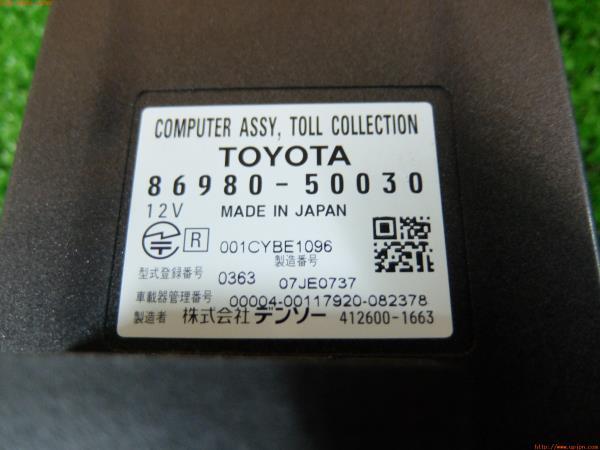 COMPUTER ASSY, TOLL COLLECTION
TOYOTA
86980-50030
12V MADE IN JAPAN
R 001CYBE1096
製造番号
型式登録番号 0363 07JE0737
車載器管理番号 00004-00117920-082378
製造者 株式会社 デンソー 412600-1663
http://www.upipn.com/